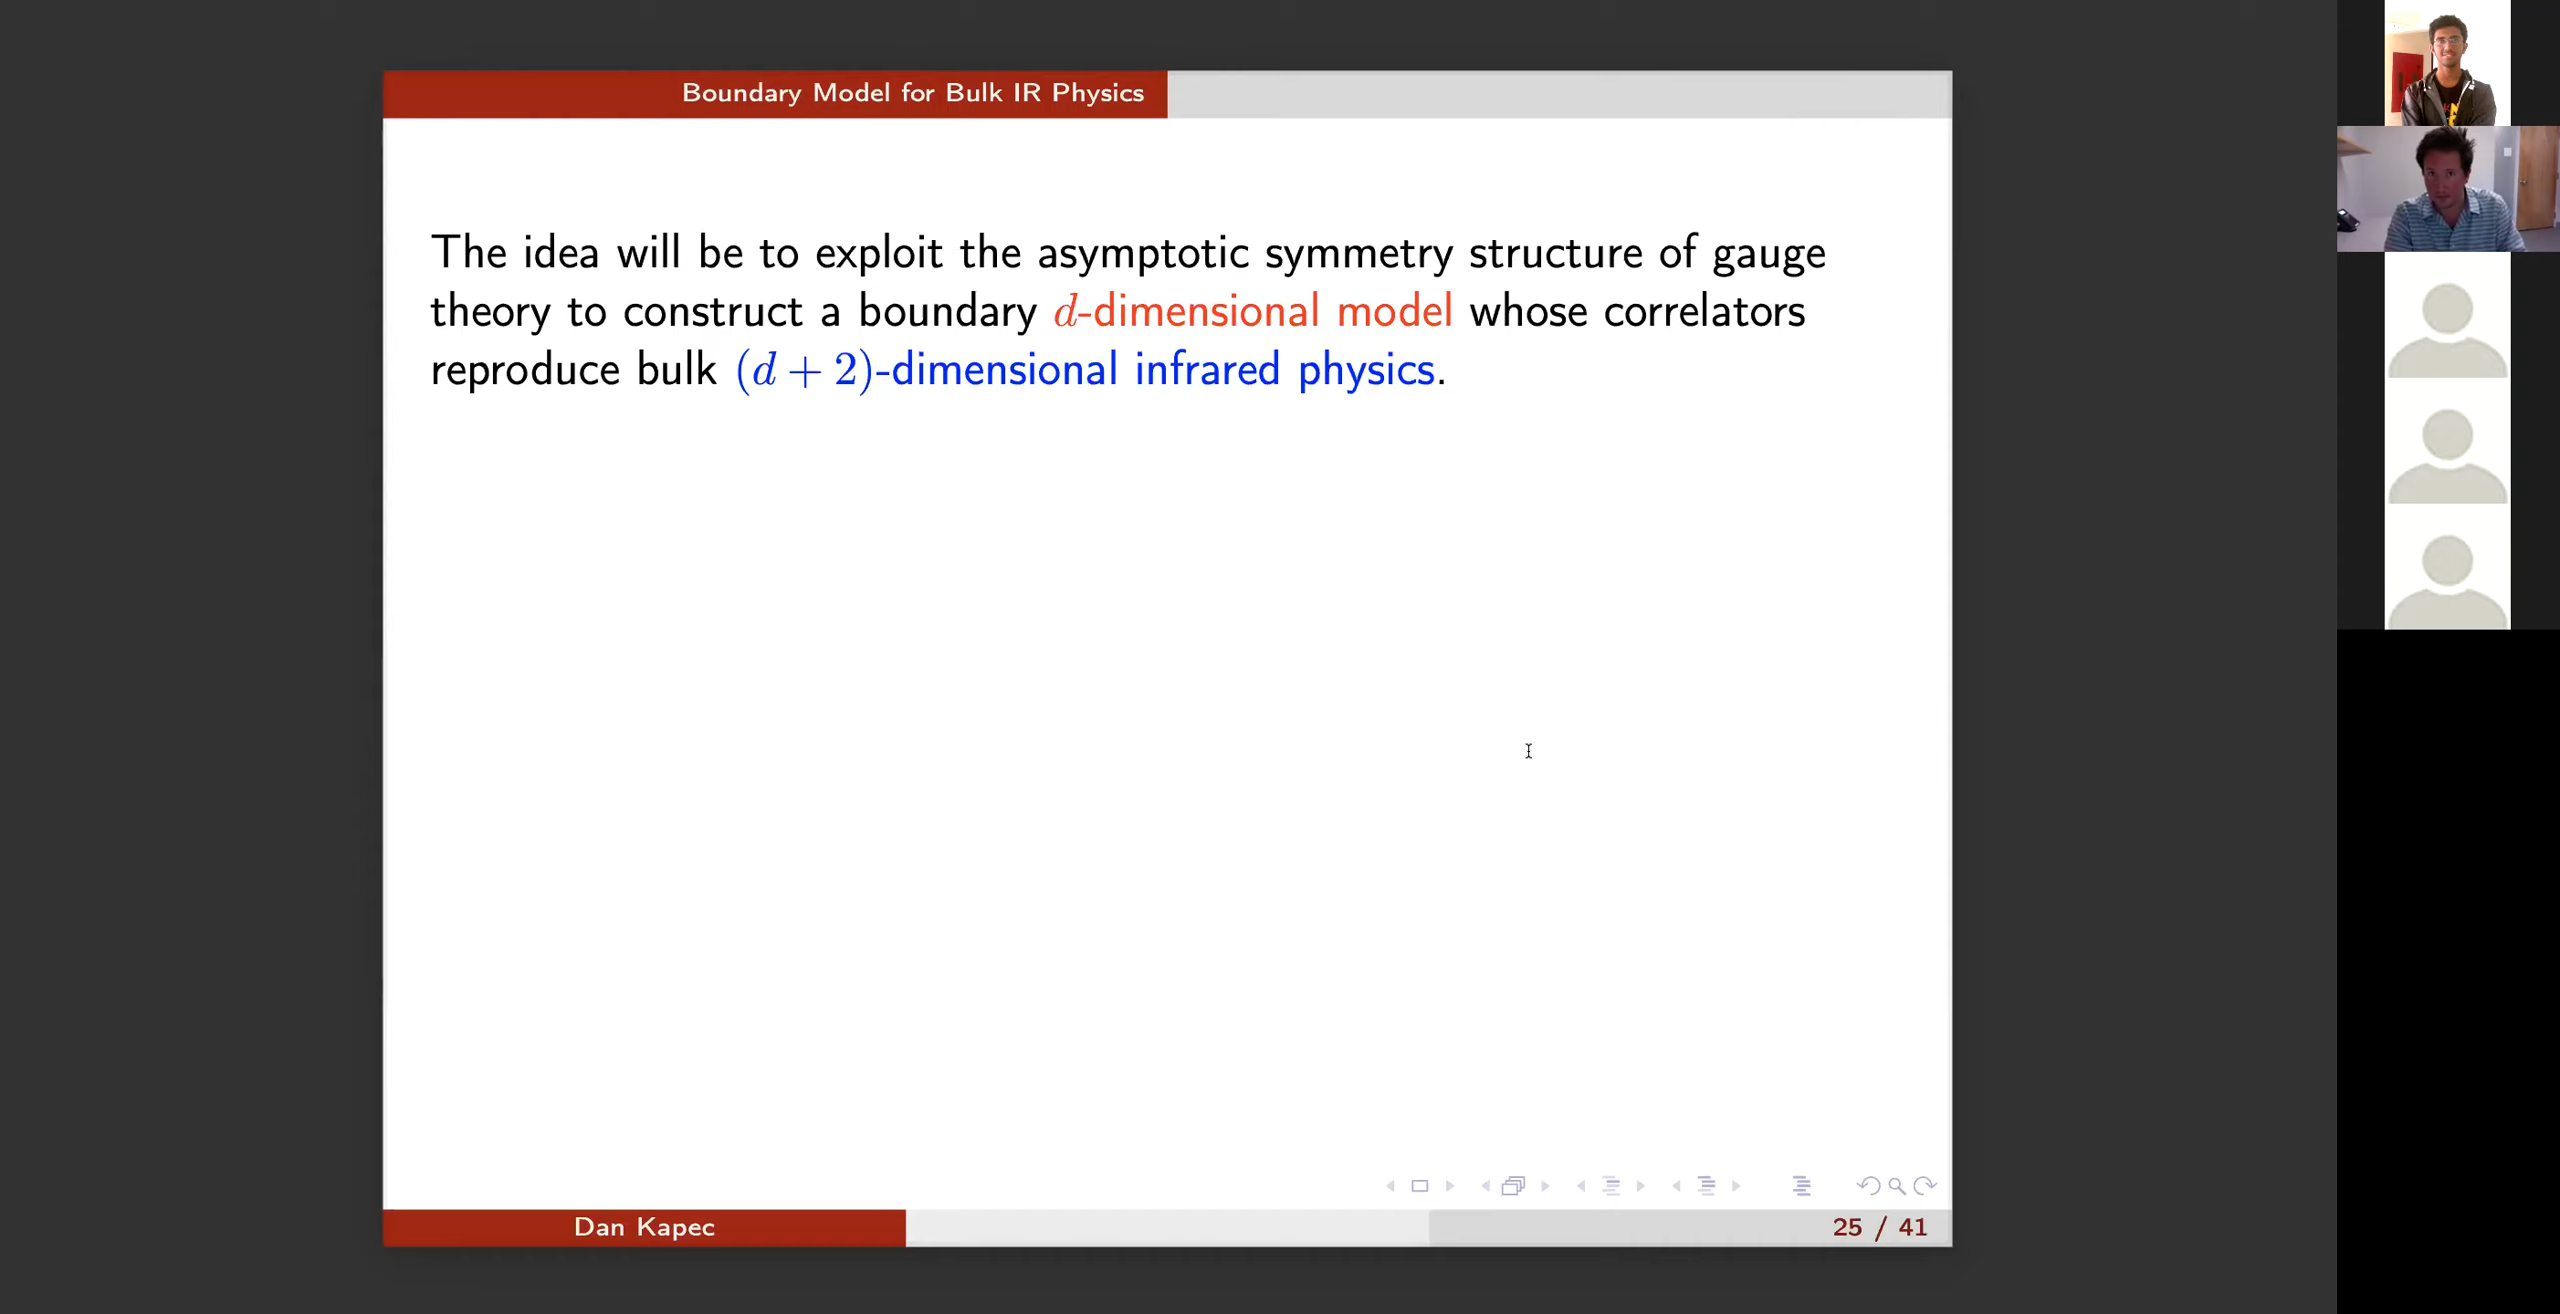 Boundary Model for Bulk IR Physics
The idea will be to exploit the asymptotic symmetry structure of gauge
theory to construct a boundary d-dimensional model whose correlators
reproduce bulk (d + 2)-dimensional infrared physics.
Dan Kapec
25 / 41